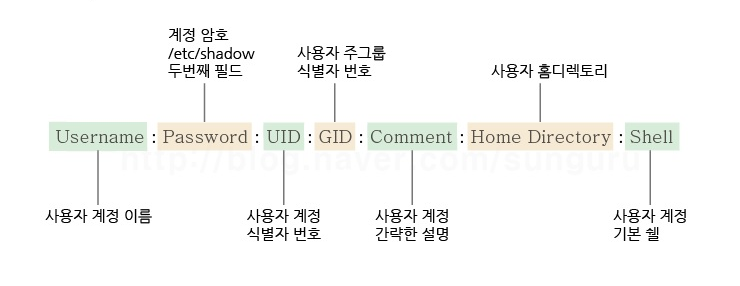 계정 암호
/etc/shadow
두번째 필드
사용자 주그룹
식별자 번호
사용자 홈디렉토리
Username : Password : UID : GID : Comment : Home Directory : Shell
http://blog.naver.com/sunguru
사용자 계정 이름
사용자 계정
식별자 번호
사용자 계정
간략한 설명
사용자 계정
기본 쉘